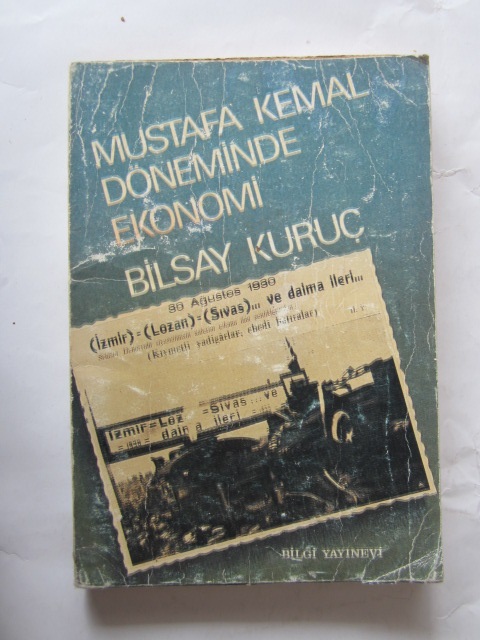 MUSTAFA KEMAL
DÖNEMİNDE
EKONOMİ
BİLSAY KURUÇ
30 Ağustos 1930
(İzmir)=(Lozan)=(Sıvas)... ve daima ileri...
(Kıymetli yadigârlar, ebedî hatıralar)
İzmir=Loz =Sivas...ve
daima ileri
BİLGİ YAYINEVİ